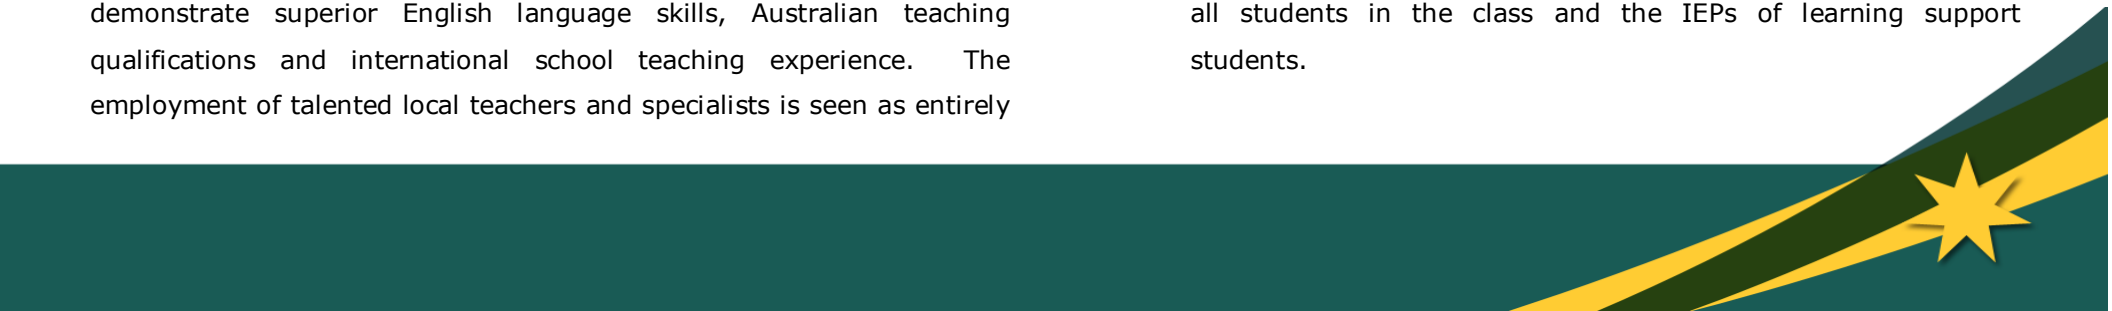 demonstrate superior English language skills, Australian teaching
qualifications and international school teaching experience. The
employment of talented local teachers and specialists is seen as entirely
all students in the class and the IEPs of learning support
students.